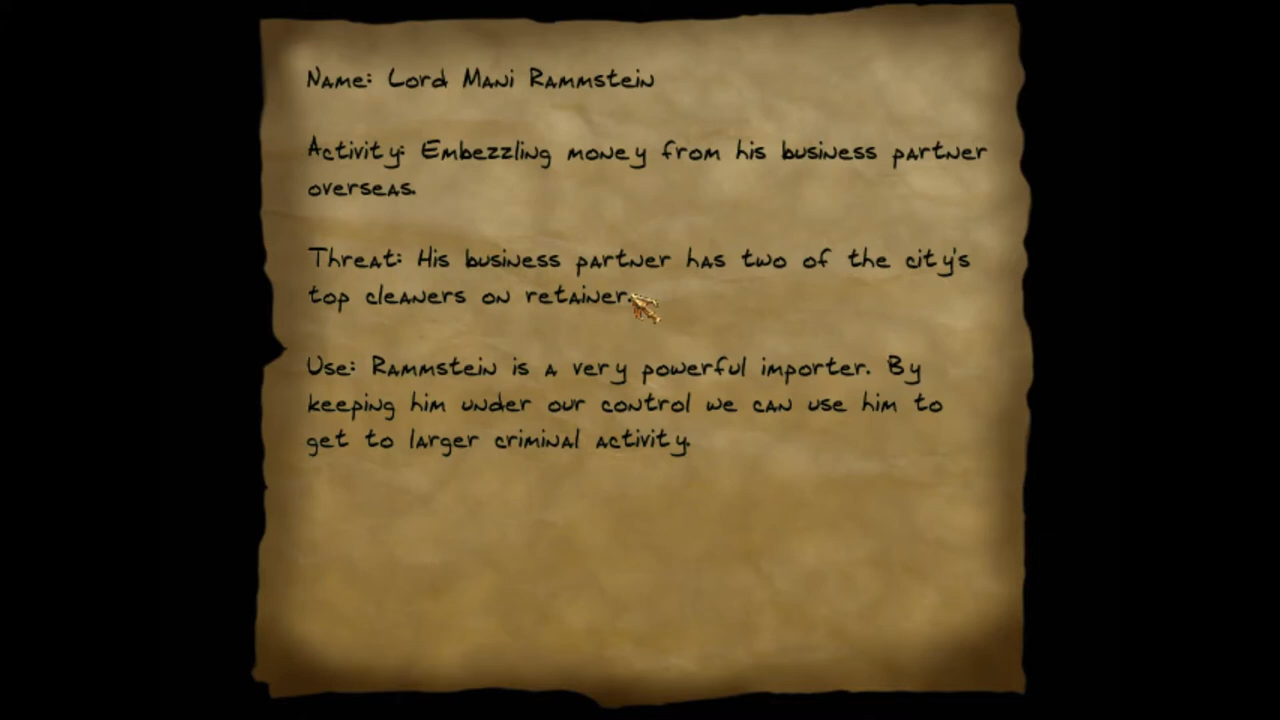 Name: Lord Mani Rammstein
Activity: Embezzling money from his business partner
overseas.
Threat: His business partner has two of the city's
top cleaners on retainer.
Use: Rammstein is a very powerful importer. By
keeping him under our control we can use him to
get to larger criminal activity.